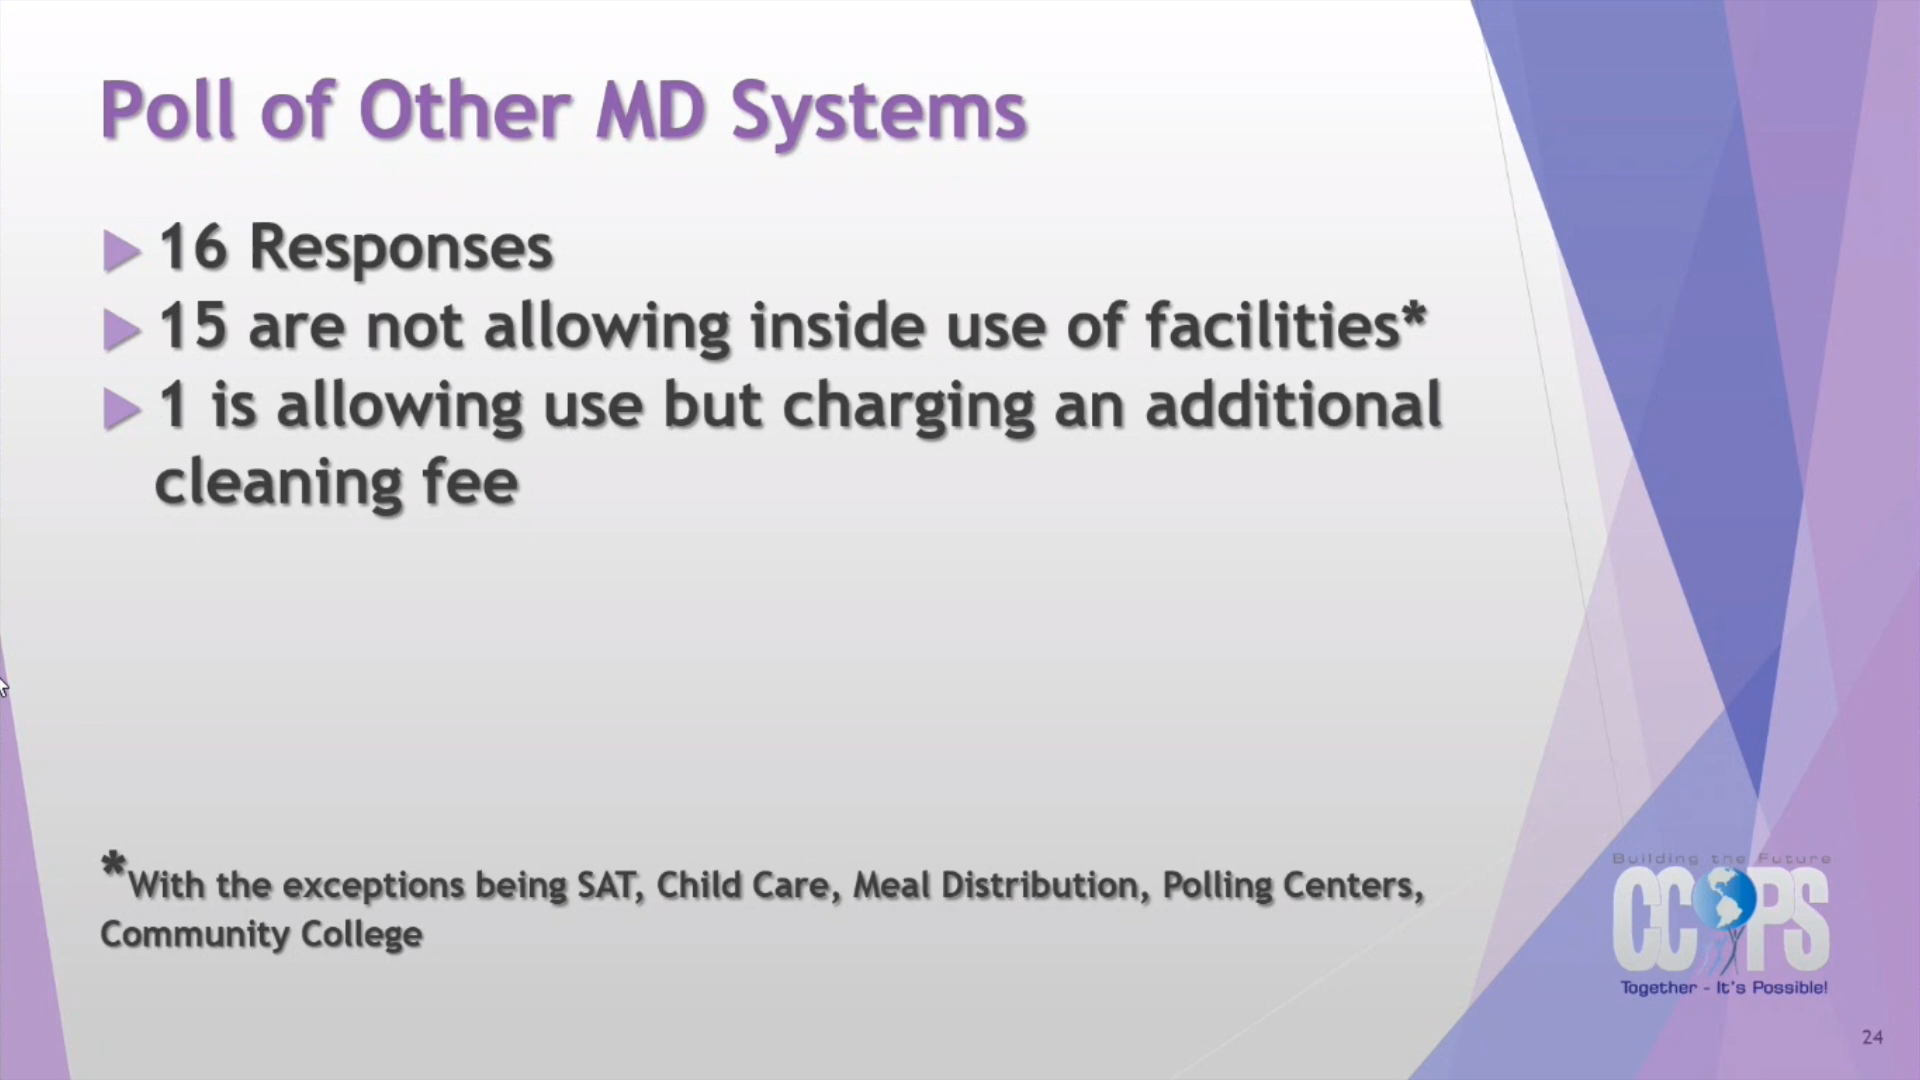 Poll of Other MD Systems
16 Responses
15 are not allowing inside use of facilities*
1 is allowing use but charging an additional
cleaning fee
*With the exceptions being SAT, Child Care, Meal Distribution, Polling Centers,
Community College
Building the Future
CCPS
Together - It's Possible!
24